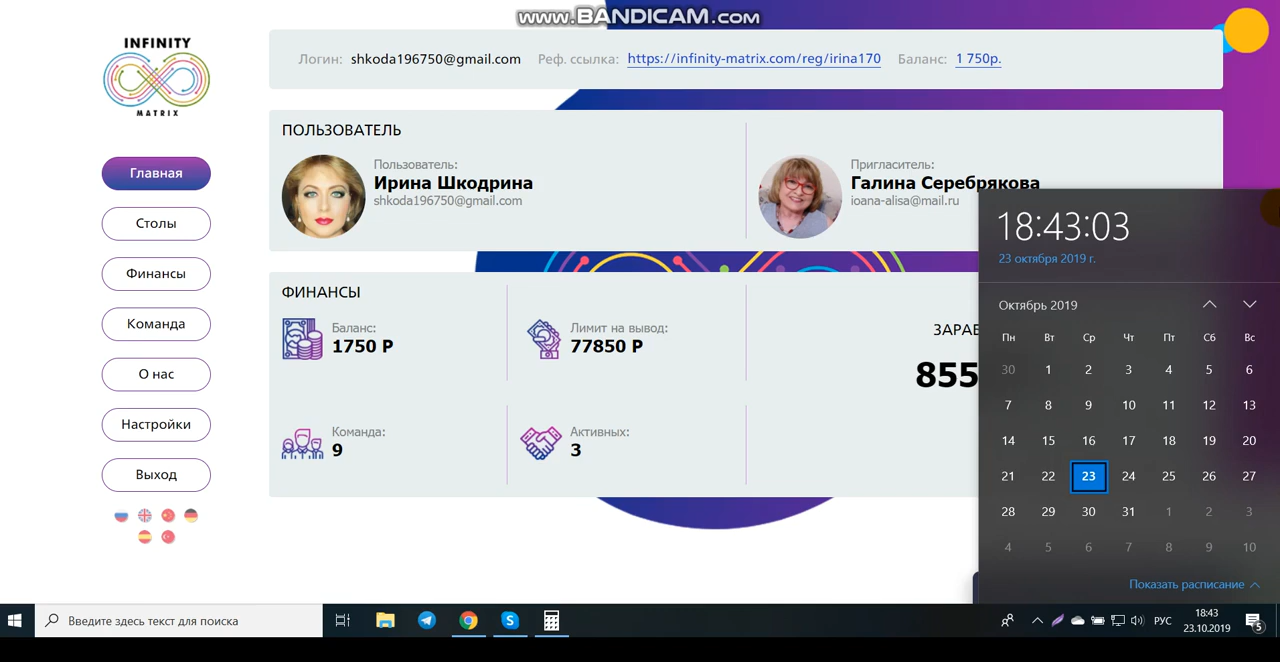 www.BANDICAM.com
INFINITY
MATRIX
Логин: shkoda196750@gmail.com Реф. ссылка: https://infinity-matrix.com/reg/irina170 Баланс: 1 750р.
ПОЛЬЗОВАТЕЛЬ
Пользователь:
Ирина Шкодрина
shkoda196750@gmail.com
Пригласитель:
Галина Серебрякова
ioana-alisa@mail.ru
Главная
Столы
Финансы
Команда
О нас
Настройки
Выход
ФИНАНСЫ
Баланс:
1750 Р
Лимит на вывод:
77850 Р
ЗАРАБ
855
Команда:
9
Активных:
3
18:43:03
23 октября 2019 г.
Октябрь 2019
Пн Вт Ср Чт Пт Сб Вс
30 1 2 3 4 5 6
7 8 9 10 11 12 13
14 15 16 17 18 19 20
21 22 23 24 25 26 27
28 29 30 31 1 2 3
4 5 6 7 8 9 10
Показать расписание
Введите здесь текст для поиска
РУС
18:43
23.10.2019
5